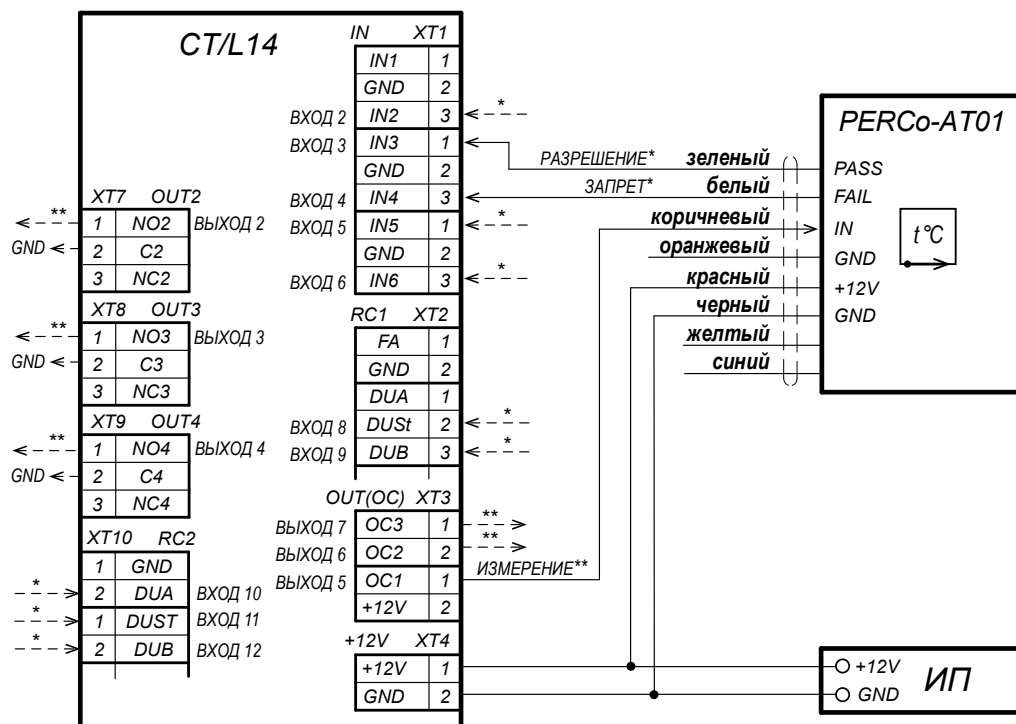 CT/L14
IN XT1
IN1 1
GND 2
ВХОД 2 IN2 3 *
ВХОД 3 IN3 1
GND 2
ВХОД 4 IN4 3
ВХОД 5 IN5 1 *
GND 2
ВХОД 6 IN6 3 *
RC1 XT2
FA 1
GND 2
DUA 1
ВХОД 8 DUSt 2 *
ВХОД 9 DUB 3 *
OUT(OC) XT3
ВЫХОД 7 OC3 1 **
ВЫХОД 6 OC2 2 **
ВЫХОД 5 OC1 1 ИЗМЕРЕНИЕ**
+12V 2
+12V XT4
+12V 1
GND 2
XT7 OUT2
** 1 NO2 ВЫХОД 2
GND 2 C2
3 NC2
XT8 OUT3
** 1 NO3 ВЫХОД 3
GND 2 C3
3 NC3
XT9 OUT4
** 1 NO4 ВЫХОД 4
GND 2 C4
3 NC4
XT10 RC2
1 GND
* 2 DUA ВХОД 10
* 1 DUST ВХОД 11
* 2 DUB ВХОД 12
PERCo-AT01
РАЗРЕШЕНИЕ* зеленый PASS
ЗАПРЕТ* белый FAIL
коричневый IN
оранжевый GND
красный +12V
черный GND
желтый
синий
t°C
+12V
GND
ИП